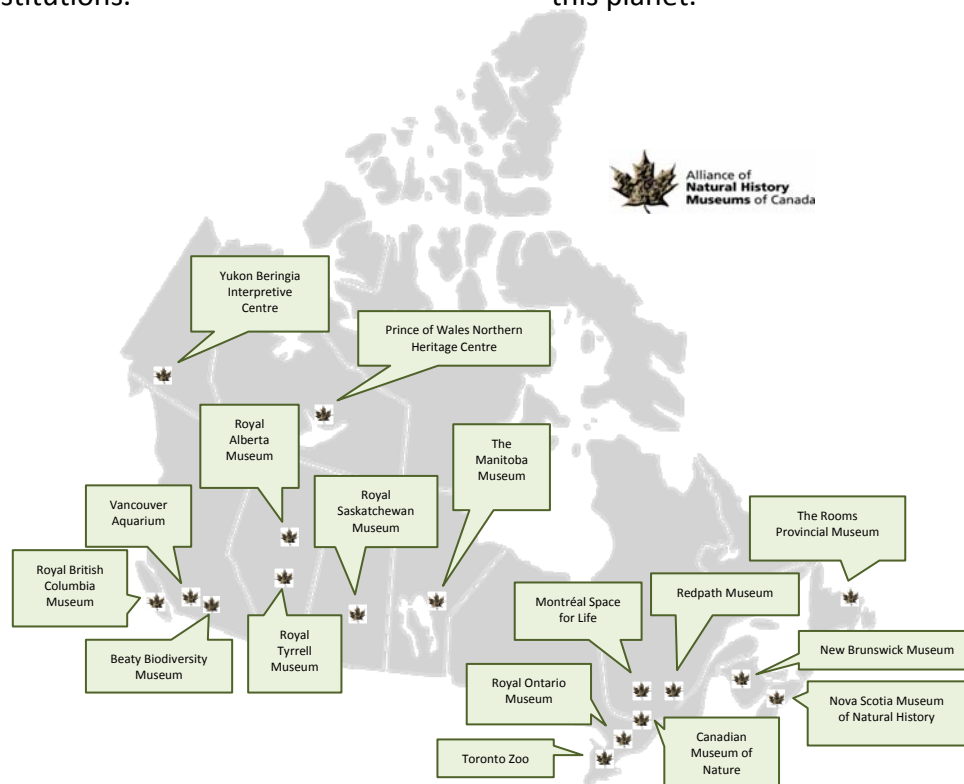 stitutions.
this planet.
Alliance of
Natural History
Museums of Canada
Yukon Beringia
Interpretive
Centre
Prince of Wales Northern
Heritage Centre
Royal
Alberta
Museum
The
Manitoba
Museum
Royal
Saskatchewan
Museum
Vancouver
Aquarium
The Rooms
Provincial Museum
Royal British
Columbia
Museum
Montréal Space
for Life
Redpath Museum
Beaty Biodiversity
Museum
Royal
Tyrrell
Museum
New Brunswick Museum
Royal Ontario
Museum
Nova Scotia Museum
of Natural History
Toronto Zoo
Canadian
Museum of
Nature